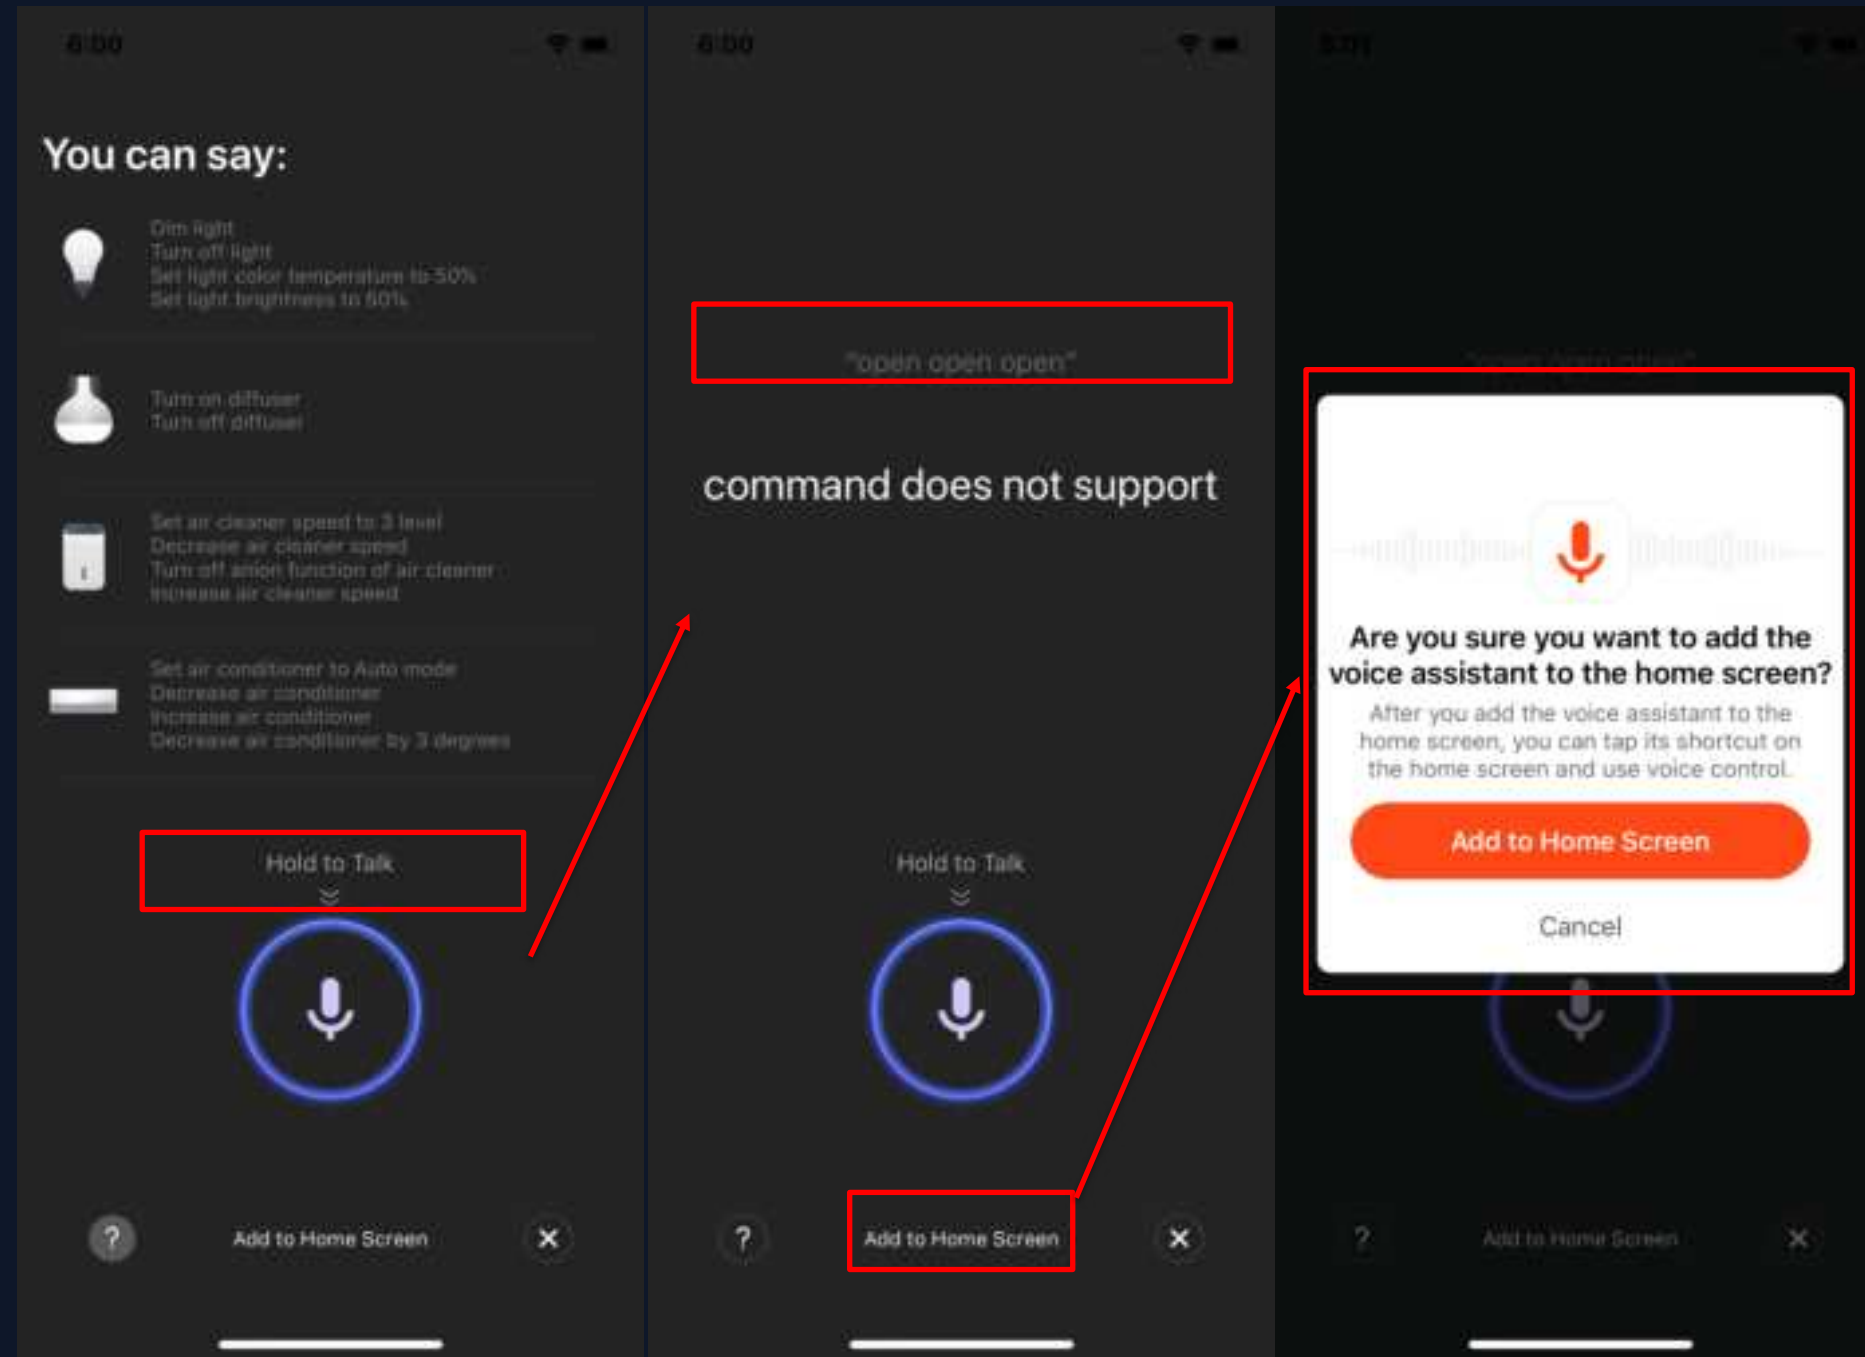 6:00
You can say:
Dim light
Turn off light
Set light color temperature to 50%
Set light brightness to 60%
Turn on diffuser
Turn off diffuser
Set air cleaner speed to 3 level
Decrease air cleaner speed
Turn off anion function of air cleaner
Increase air cleaner speed
Set air conditioner to Auto mode
Decrease air conditioner
Increase air conditioner
Decrease air conditioner by 3 degrees
Hold to Talk
?
Add to Home Screen
6:00
"open open open"
command does not support
Hold to Talk
?
Add to Home Screen
"open open open"
Are you sure you want to add the
voice assistant to the home screen?
After you add the voice assistant to the
home screen, you can tap its shortcut on
the home screen and use voice control.
Add to Home Screen
Cancel
?
Add to Home Screen